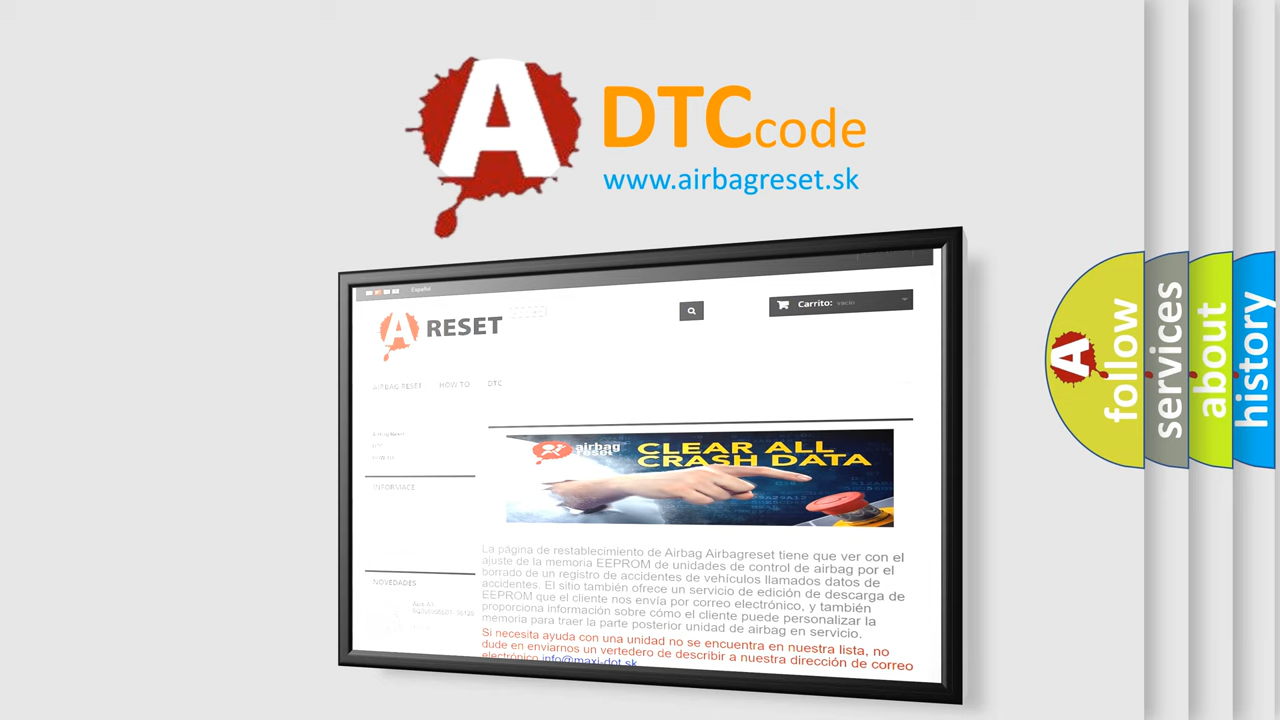 A
DTCcode
www.airbagreset.sk
Español
A RESET
Carrito: vacío
AIRBAG RESET HOW TO DTC
Airbag Reset
DTC
HOW TO
INFORMACE
NOVEDADES
airbag
reset
CLEAR ALL
CRASH DATA
La página de restablecimiento de Airbag Airbagreset tiene que ver con el
ajuste de la memoria EEPROM de unidades de control de airbag por el
borrado de un registro de accidentes de vehículos llamados datos de
accidentes. El sitio también ofrece un servicio de edición de descarga de
EEPROM que el cliente nos envía por correo electrónico, y también
proporciona información sobre cómo el cliente puede personalizar la
memoria para traer la parte posterior unidad de airbag en servicio.
Si necesita ayuda con una unidad no se encuentra en nuestra lista, no
dude en enviarnos un vertedero de describir a nuestra dirección de correo
electrónico info@maxi-dot.sk
A
follow
services
about
history